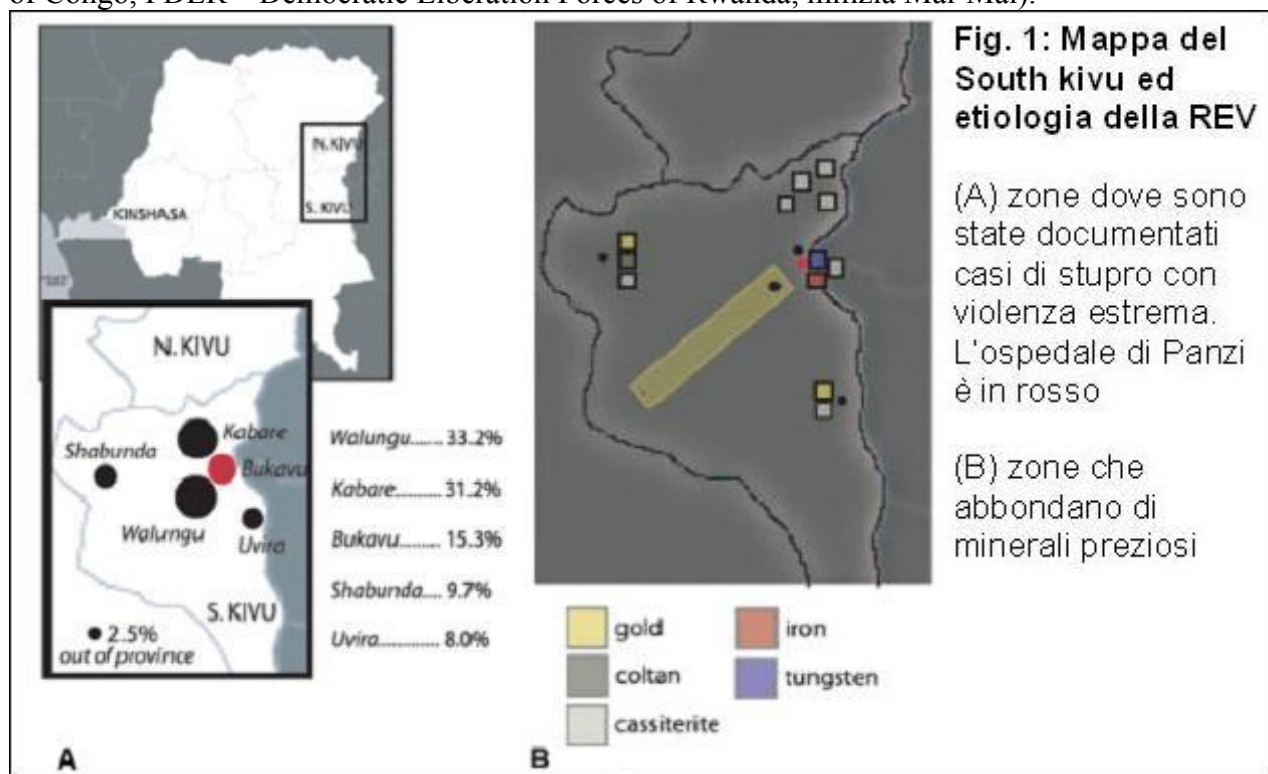 of Congo, FDLR – Democratic Liberation Forces of Rwanda, milizia Mai-Mai).
N. KIVU
S. KIVU
KINSHASA
N. KIVU
Kabare
Shabunda
Bukavu
Walungu
Uvira
S. KIVU
2.5%
out of province
Walungu....... 33.2%
Kabare.......... 31.2%
Bukavu.......... 15.3%
Shabunda.... 9.7%
Uvira............. 8.0%
A
gold
coltan
cassiterite
iron
tungsten
B
Fig. 1: Mappa del
South kivu ed
etiologia della REV
(A) zone dove sono
state documentati
casi di stupro con
violenza estrema.
L'ospedale di Panzi
è in rosso
(B) zone che
abbondano di
minerali preziosi